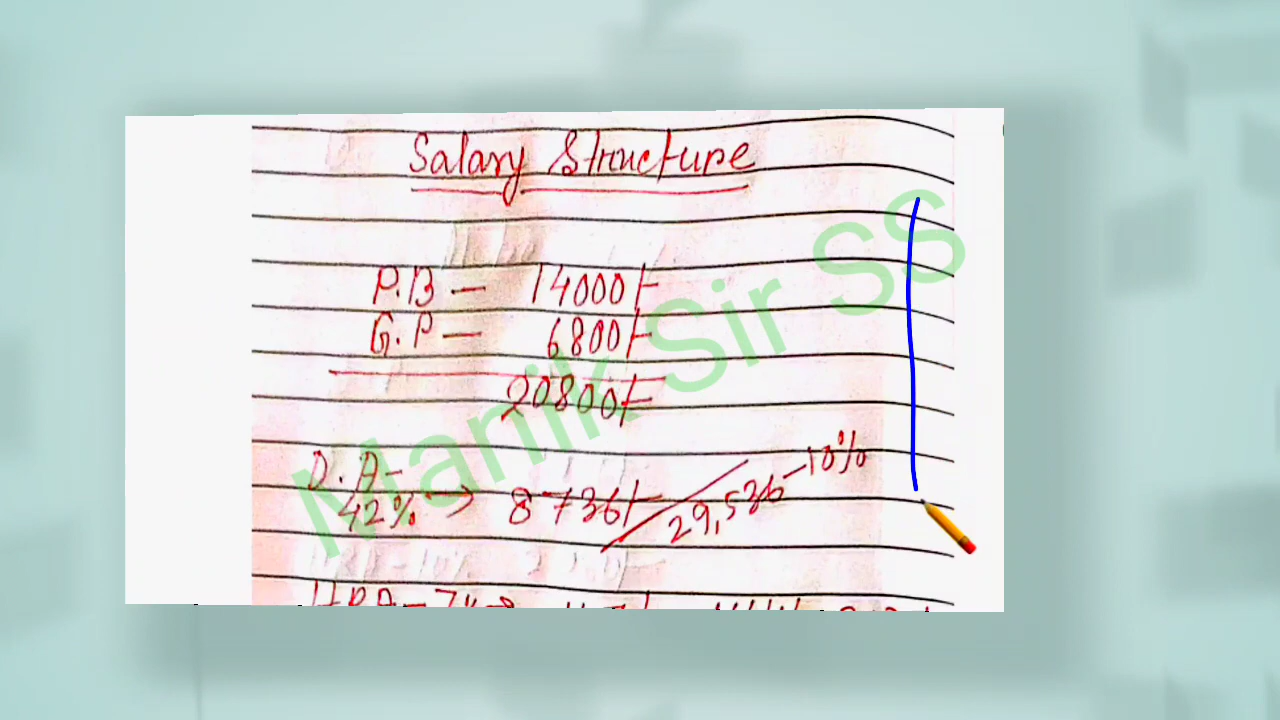 Salary Structure
P.B — 14000/-
G.P — 6800/-
20800/-
D.A-
42% → 8736/- 29,536 -10%
Manik Sir SS